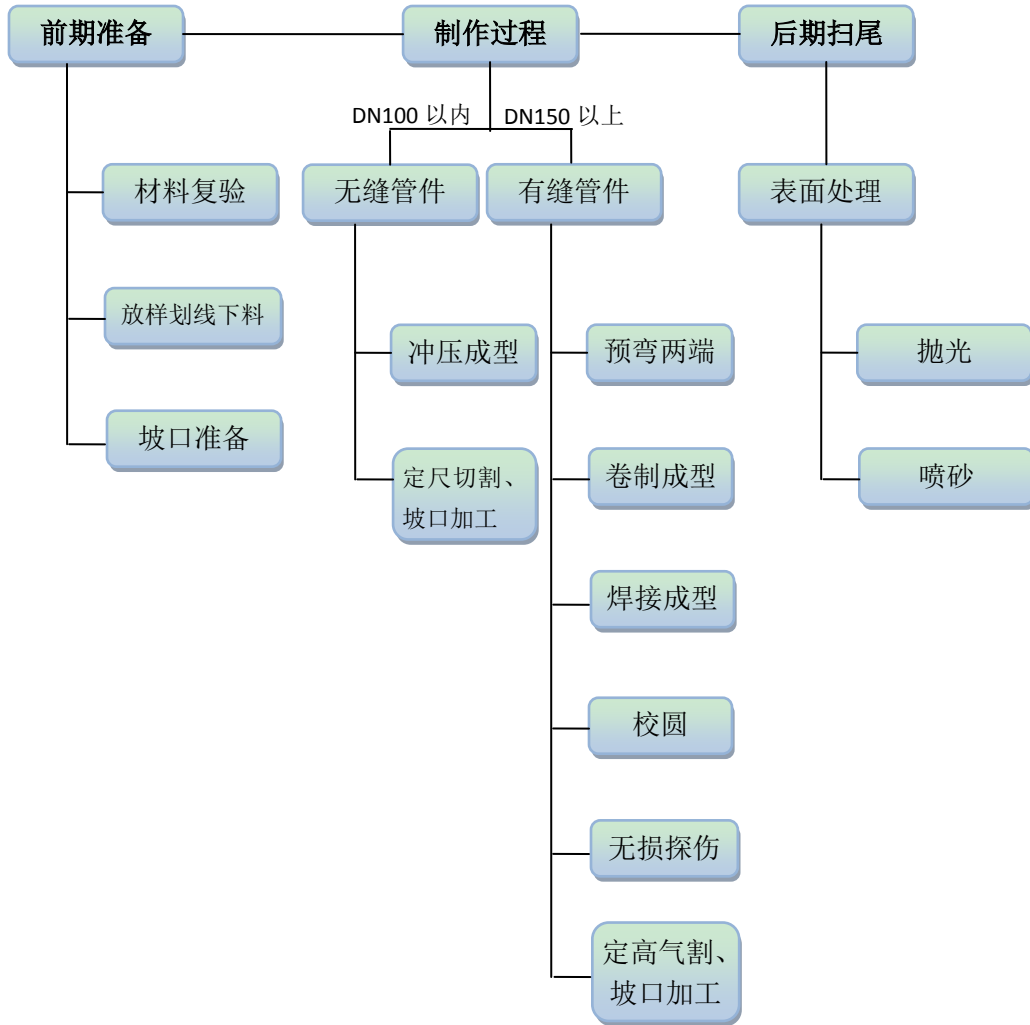 前期准备
制作过程
后期扫尾
DN100 以内
DN150 以上
材料复验
无缝管件
有缝管件
表面处理
放样划线下料
冲压成型
预弯两端
抛光
坡口准备
定尺切割、
坡口加工
卷制成型
喷砂
焊接成型
校圆
无损探伤
定高气割、
坡口加工